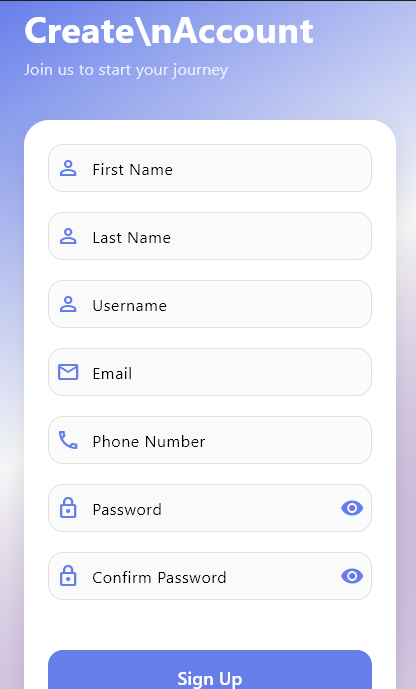 Create\nAccount
Join us to start your journey
First Name
Last Name
Username
Email
Phone Number
Password
Confirm Password
Sign Up